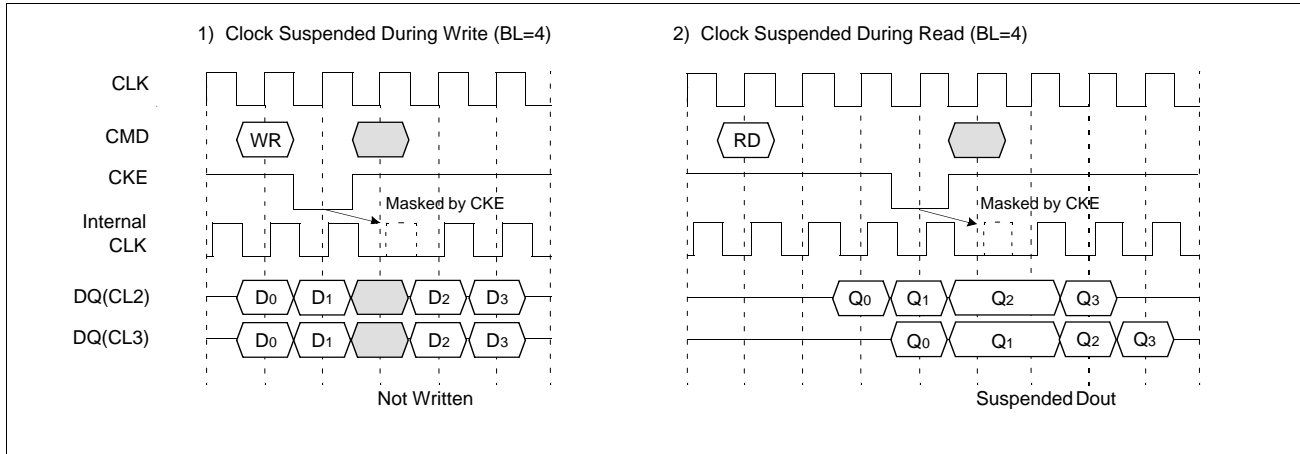 1) Clock Suspended During Write (BL=4)
2) Clock Suspended During Read (BL=4)
CLK
CMD
WR
RD
CKE
Masked by CKE
Masked by CKE
Internal
CLK
DQ(CL2)
D0 D1 D2 D3
Q0 Q1 Q2 Q3
DQ(CL3)
D0 D1 D2 D3
Q0 Q1 Q2 Q3
Not Written
Suspended Dout